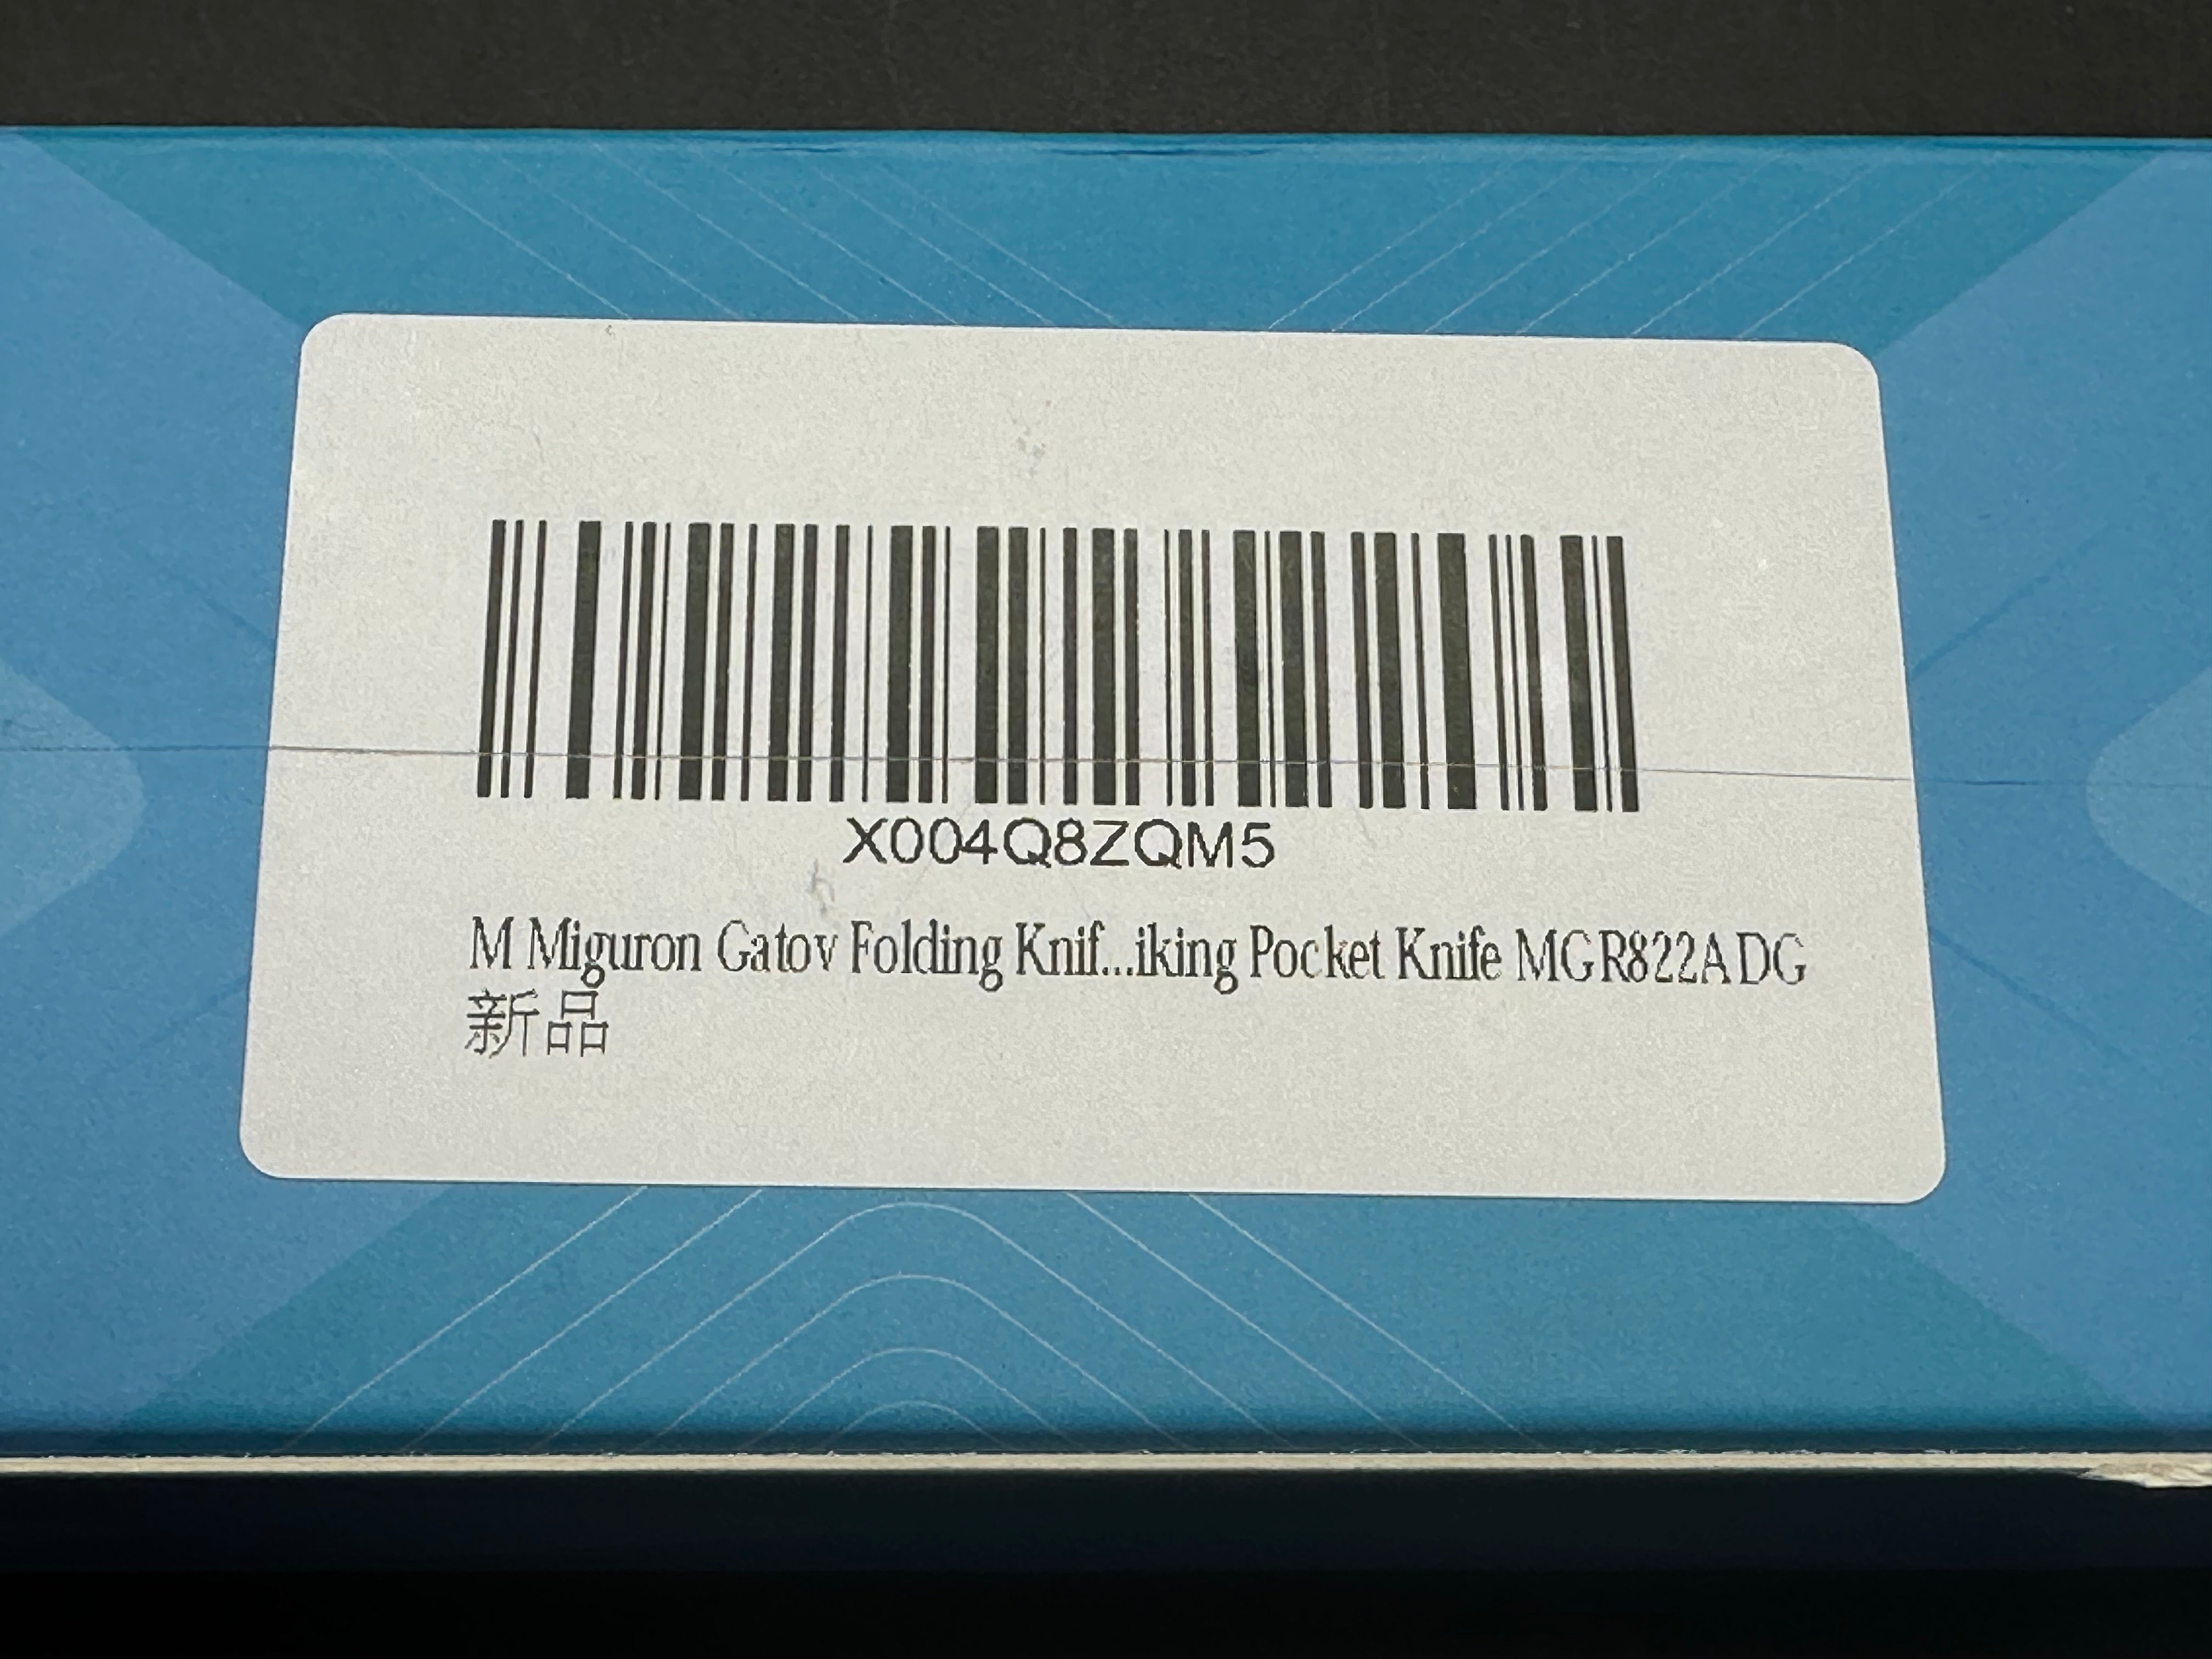 X004Q8ZQM5
M Miguron Gatov Folding Knif...iking Pocket Knife MGR822ADG
新品